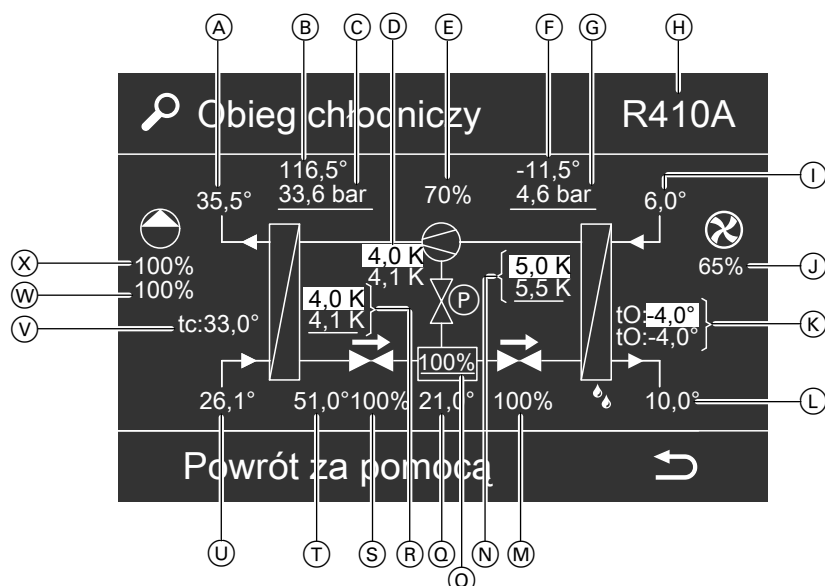 A B C D E F G H
Obieg chłodniczy R410A
116,5° -11,5°
35,5° 33,6 bar 70% 4,6 bar 6,0° I
4,0 K
4,1 K
5,0 K
5,5 K
X 100% 65% J
W 100%
4,0 K
4,1 K
P
V tc:33,0°
tO:-4,0°
tO:-4,0° K
100%
26,1° 51,0° 100% 21,0° 100% 10,0° L
Powrót za pomocą
U T S R Q N M
O